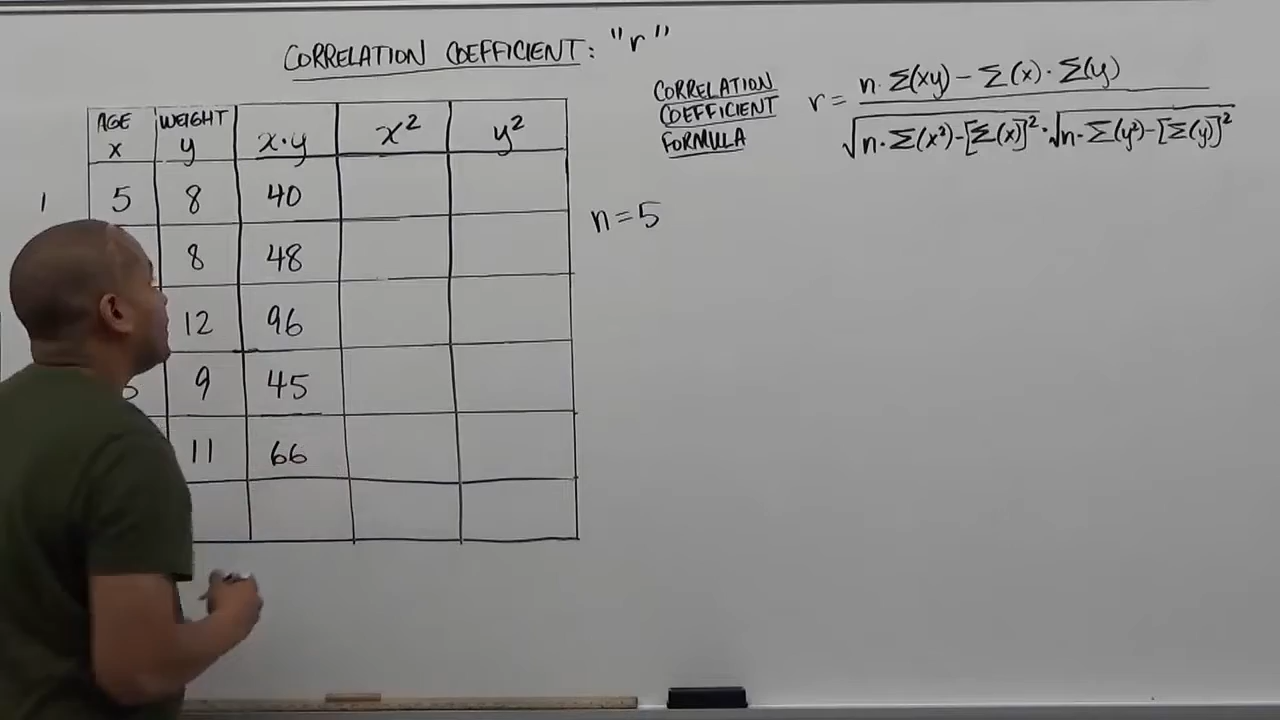 CORRELATION COEFFICIENT: "r"
CORRELATION
COEFFICIENT
FORMULA
r = n·Σ(xy) − Σ(x)·Σ(y)
√n·Σ(x²)−[Σ(x)]² · √n·Σ(y²)−[Σ(y)]²
AGE x WEIGHT y x·y x² y²
1 5 8 40
n=5
8 48
12 96
9 45
11 66